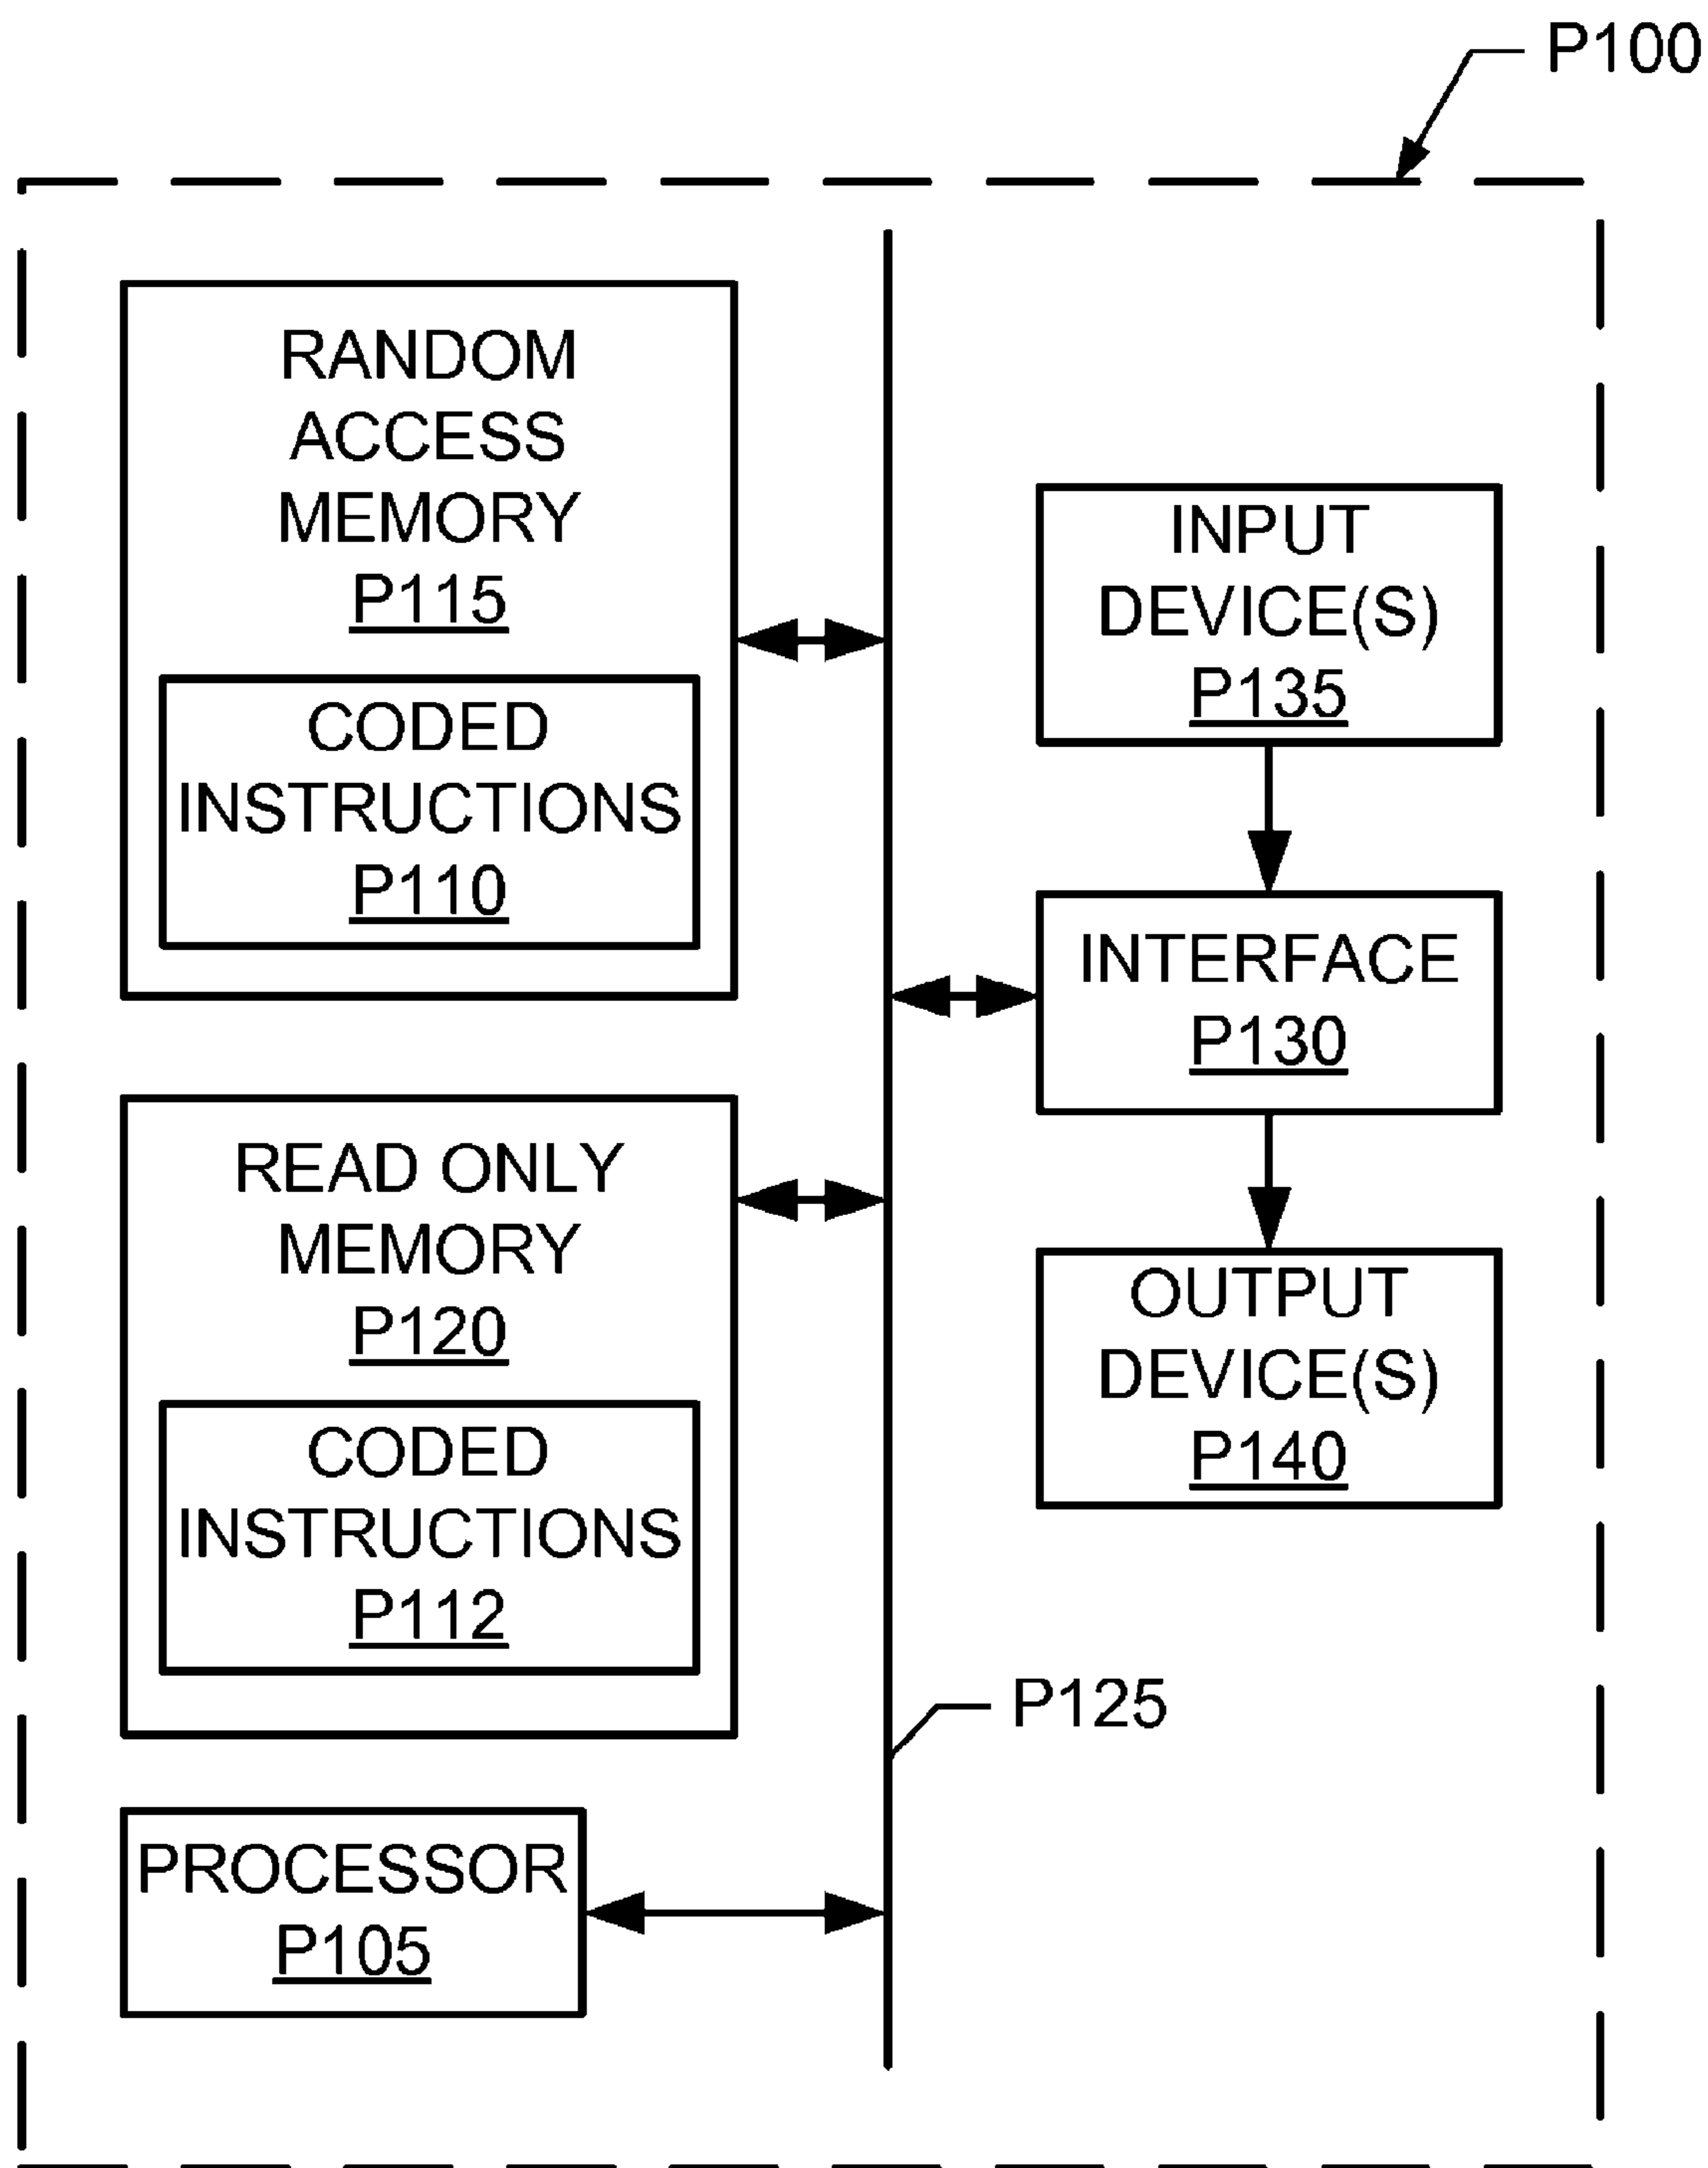 P100
RANDOM
ACCESS
MEMORY
P115
CODED
INSTRUCTIONS
P110
READ ONLY
MEMORY
P120
CODED
INSTRUCTIONS
P112
PROCESSOR
P105
INPUT
DEVICE(S)
P135
INTERFACE
P130
OUTPUT
DEVICE(S)
P140
P125